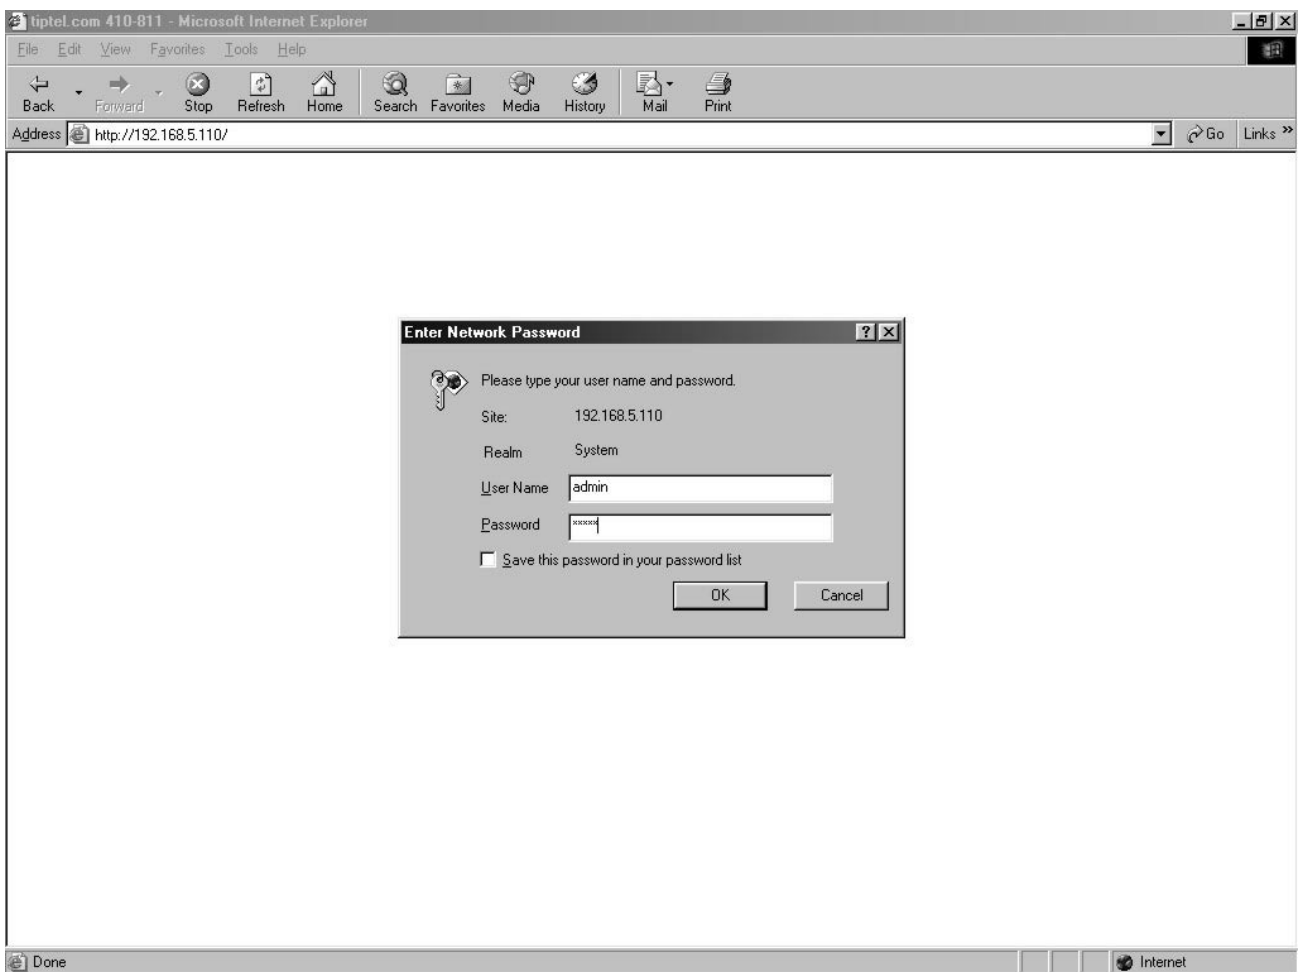 tiptel.com 410-811 - Microsoft Internet Explorer
File Edit View Favorites Tools Help
Back Forward Stop Refresh Home Search Favorites Media History Mail Print
Address http://192.168.5.110/ Go Links »
Enter Network Password
Please type your user name and password.
Site: 192.168.5.110
Realm System
User Name admin
Password xxxxx
Save this password in your password list
OK Cancel
Done Internet